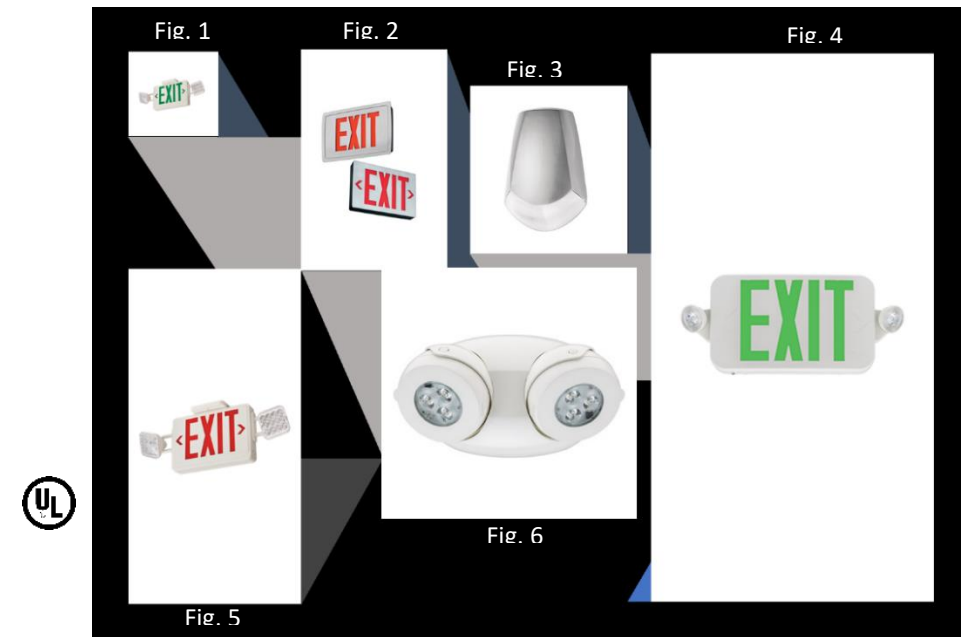 Fig. 1
Fig. 2
Fig. 3
Fig. 4
EXIT
EXIT
<EXIT>
EXIT
<EXIT>
UL
Fig. 6
Fig. 5